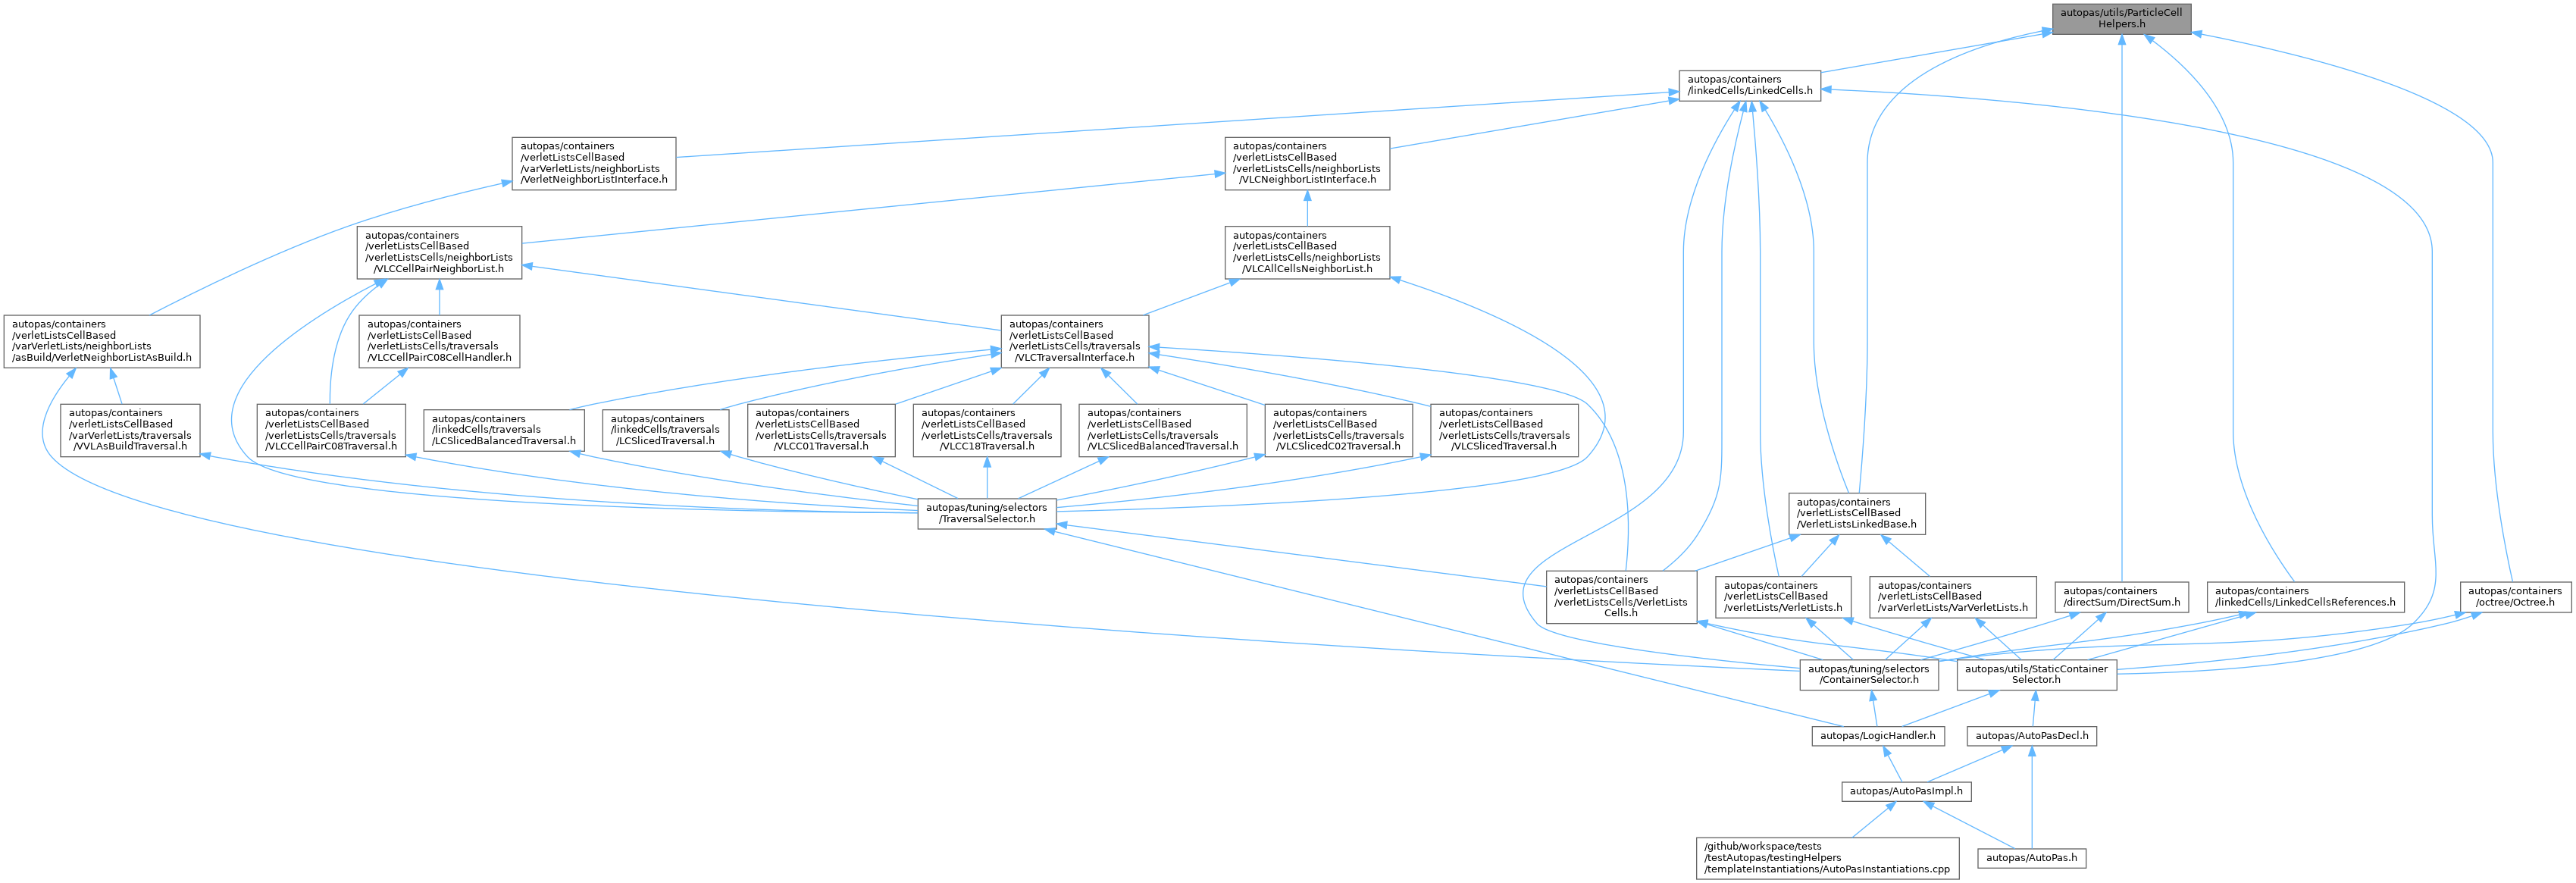 autopas/utils/ParticleCell
Helpers.h
autopas/containers
/linkedCells/LinkedCells.h
autopas/containers
/verletListsCellBased
/varVerletLists/neighborLists
/VerletNeighborListInterface.h
autopas/containers
/verletListsCellBased
/verletListsCells/neighborLists
/VLCNeighborListInterface.h
autopas/containers
/verletListsCellBased
/verletListsCells/neighborLists
/VLCCellPairNeighborList.h
autopas/containers
/verletListsCellBased
/verletListsCells/neighborLists
/VLCAllCellsNeighborList.h
autopas/containers
/verletListsCellBased
/varVerletLists/neighborLists
/asBuild/VerletNeighborListAsBuild.h
autopas/containers
/verletListsCellBased
/verletListsCells/traversals
/VLCCellPairC08CellHandler.h
autopas/containers
/verletListsCellBased
/verletListsCells/traversals
/VLCTraversalInterface.h
autopas/containers
/verletListsCellBased
/varVerletLists/traversals
/VVLAsBuildTraversal.h
autopas/containers
/verletListsCellBased
/verletListsCells/traversals
/VLCCellPairC08Traversal.h
autopas/containers
/linkedCells/traversals
/LCSlicedBalancedTraversal.h
autopas/containers
/linkedCells/traversals
/LCSlicedTraversal.h
autopas/containers
/verletListsCellBased
/verletListsCells/traversals
/VLCC01Traversal.h
autopas/containers
/verletListsCellBased
/verletListsCells/traversals
/VLCC18Traversal.h
autopas/containers
/verletListsCellBased
/verletListsCells/traversals
/VLCSlicedBalancedTraversal.h
autopas/containers
/verletListsCellBased
/verletListsCells/traversals
/VLCSlicedC02Traversal.h
autopas/containers
/verletListsCellBased
/verletListsCells/traversals
/VLCSlicedTraversal.h
autopas/tuning/selectors
/TraversalSelector.h
autopas/containers
/verletListsCellBased
/VerletListsLinkedBase.h
autopas/containers
/verletListsCellBased
/verletListsCells/VerletLists
Cells.h
autopas/containers
/verletListsCellBased
/verletLists/VerletLists.h
autopas/containers
/verletListsCellBased
/varVerletLists/VarVerletLists.h
autopas/containers
/directSum/DirectSum.h
autopas/containers
/linkedCells/LinkedCellsReferences.h
autopas/containers
/octree/Octree.h
autopas/tuning/selectors
/ContainerSelector.h
autopas/utils/StaticContainer
Selector.h
autopas/LogicHandler.h
autopas/AutoPasDecl.h
autopas/AutoPasImpl.h
/github/workspace/tests
/testAutopas/testingHelpers
/templateInstantiations/AutoPasInstantiations.cpp
autopas/AutoPas.h